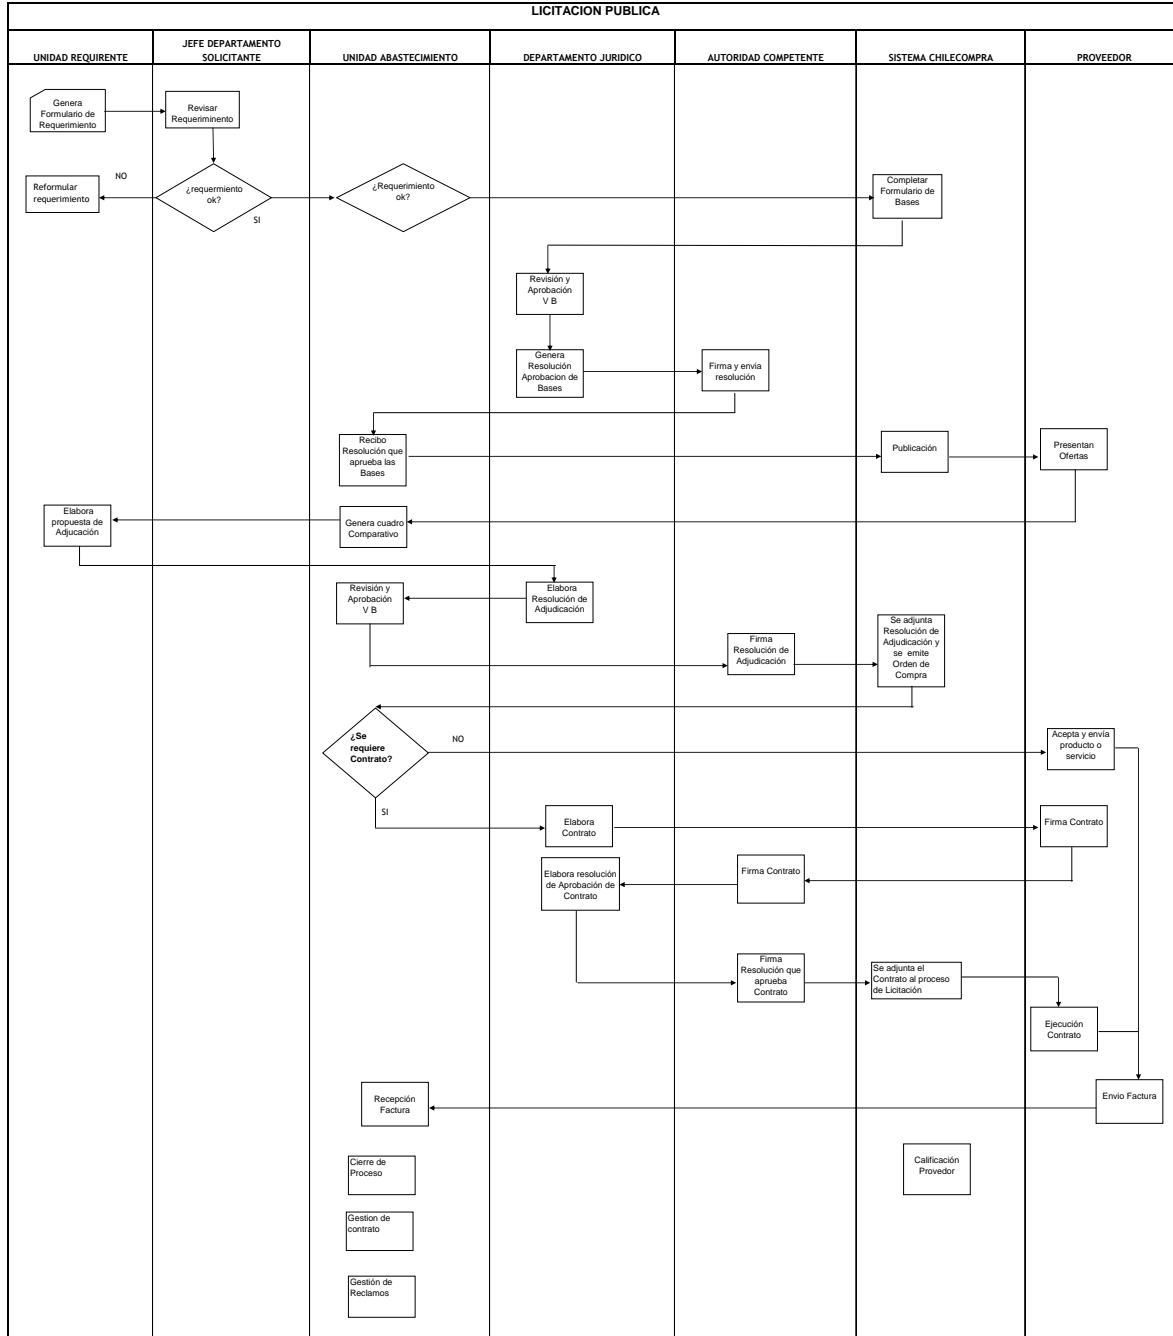 LICITACION PUBLICA
UNIDAD REQUIRENTE
JEFE DEPARTAMENTO
SOLICITANTE
UNIDAD ABASTECIMIENTO
DEPARTAMENTO JURIDICO
AUTORIDAD COMPETENTE
SISTEMA CHILECOMPRA
PROVEEDOR
Genera
Formulario de
Requerimiento
Revisar
Requeriminento
Reformular
requerimiento
NO
¿requermiento
ok?
SI
¿Requerimiento
ok?
Completar
Formulario de
Bases
Revisión y
Aprobación
V B
Genera
Resolución
Aprobacion de
Bases
Firma y envia
resolución
Recibo
Resolución que
aprueba las
Bases
Publicación
Presentan
Ofertas
Elabora
propuesta de
Adjucación
Genera cuadro
Comparativo
Revisión y
Aprobación
V B
Elabora
Resolución de
Adjudicación
Firma
Resolución de
Adjudicación
Se adjunta
Resolución de
Adjudicación y
se emite
Orden de
Compra
¿Se
requiere
Contrato?
NO
SI
Acepta y envía
producto o
servicio
Elabora
Contrato
Firma Contrato
Elabora resolución
de Aprobación de
Contrato
Firma Contrato
Firma
Resolución que
aprueba
Contrato
Se adjunta el
Contrato al proceso
de Licitación
Ejecución
Contrato
Recepción
Factura
Envio Factura
Cierre de
Proceso
Calificación
Provedor
Gestion de
contrato
Gestión de
Reclamos